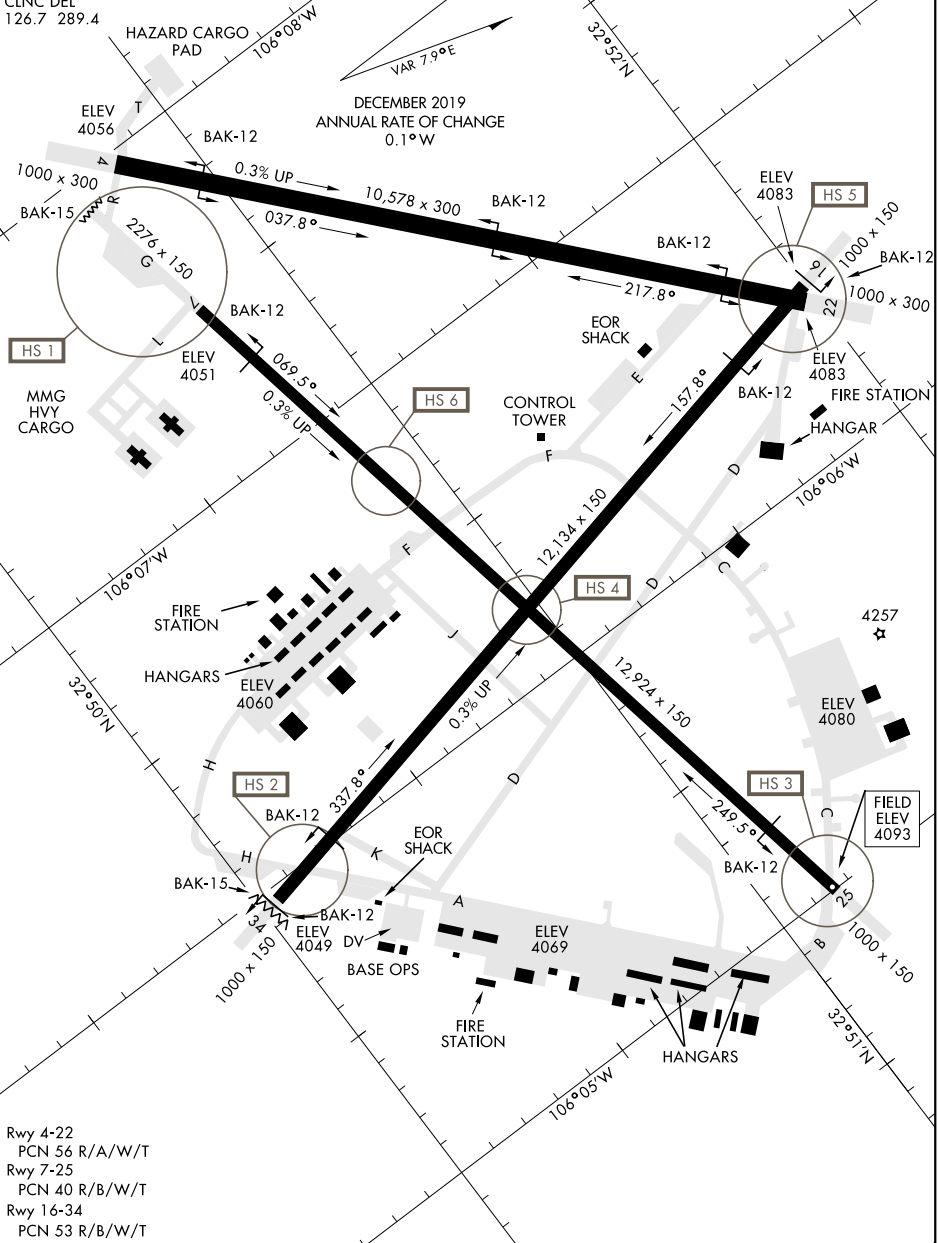 CLNC DEL
126.7 289.4
HAZARD CARGO
PAD
106°08'W
VAR 7.9°E
32°52'N
DECEMBER 2019
ANNUAL RATE OF CHANGE
0.1°W
T
ELEV
4056
BAK-12
4
0.3% UP
10,578 x 300
1000 x 300
037.8°
BAK-12
ELEV
4083
HS 5
BAK-15
R
2276 x 150
G
BAK-12
16
1000 x 150
BAK-12
217.8°
22
1000 x 300
7
BAK-12
EOR
SHACK
HS 1
L
ELEV
4051
069.5°
0.3% UP
E
157.8°
ELEV
4083
BAK-12
FIRE STATION
MMG
HVY
CARGO
HS 6
CONTROL
TOWER
HANGAR
F
D
106°06'W
12,134 x 150
106°07'W
F
C
D
HS 4
FIRE
STATION
4257
J
HANGARS
ELEV
4060
12,924 x 150
32°50'N
0.3% UP
ELEV
4080
H
D
HS 2
337.8°
HS 3
249.5°
C
FIELD
ELEV
4093
BAK-12
EOR
SHACK
H
K
BAK-12
BAK-15
A
25
34
BAK-12
ELEV
4049
DV
ELEV
4069
B
1000 x 150
BASE OPS
1000 x 150
FIRE
STATION
HANGARS
32°51'N
106°05'W
Rwy 4-22
PCN 56 R/A/W/T
Rwy 7-25
PCN 40 R/B/W/T
Rwy 16-34
PCN 53 R/B/W/T